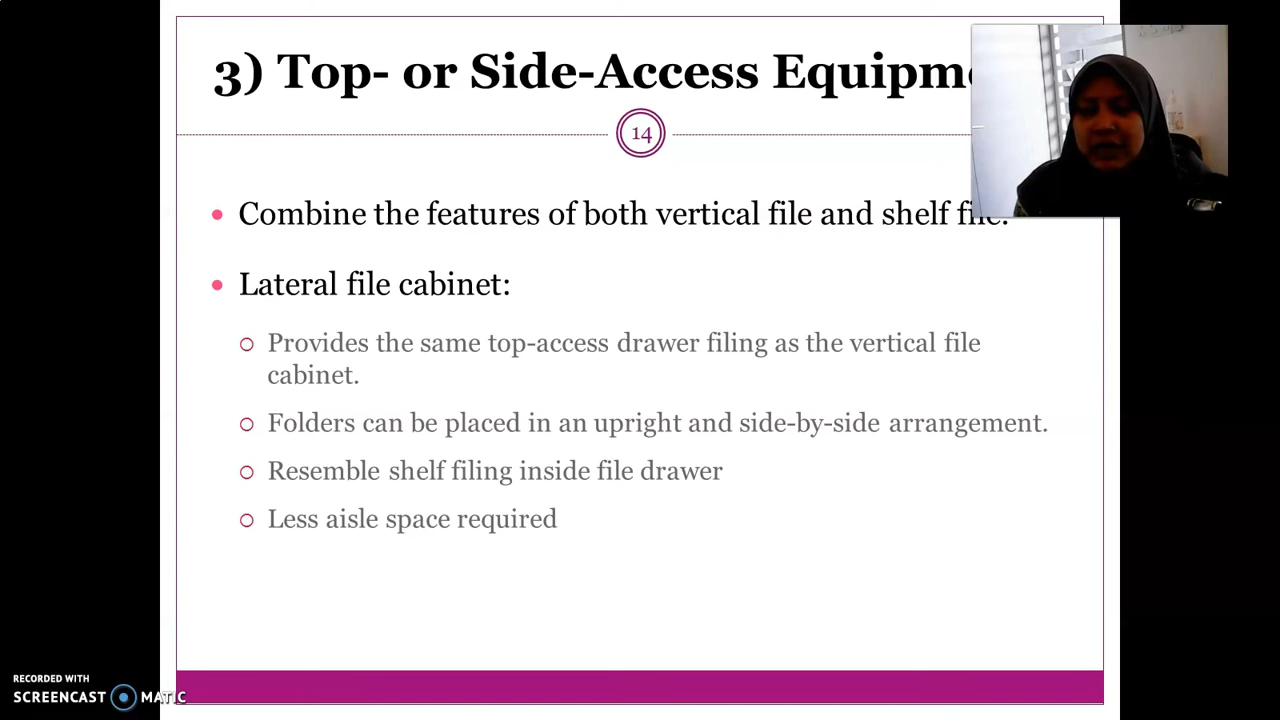 3) Top- or Side-Access
14
Combine the features of both vertical file and shelf file.
Lateral file cabinet:
Provides the same top-access drawer filing as the vertical file
cabinet.
Folders can be placed in an upright and side-by-side arrangement.
Resemble shelf filing inside file drawer
Less aisle space required
RECORDED WITH
SCREENCAST MATIC